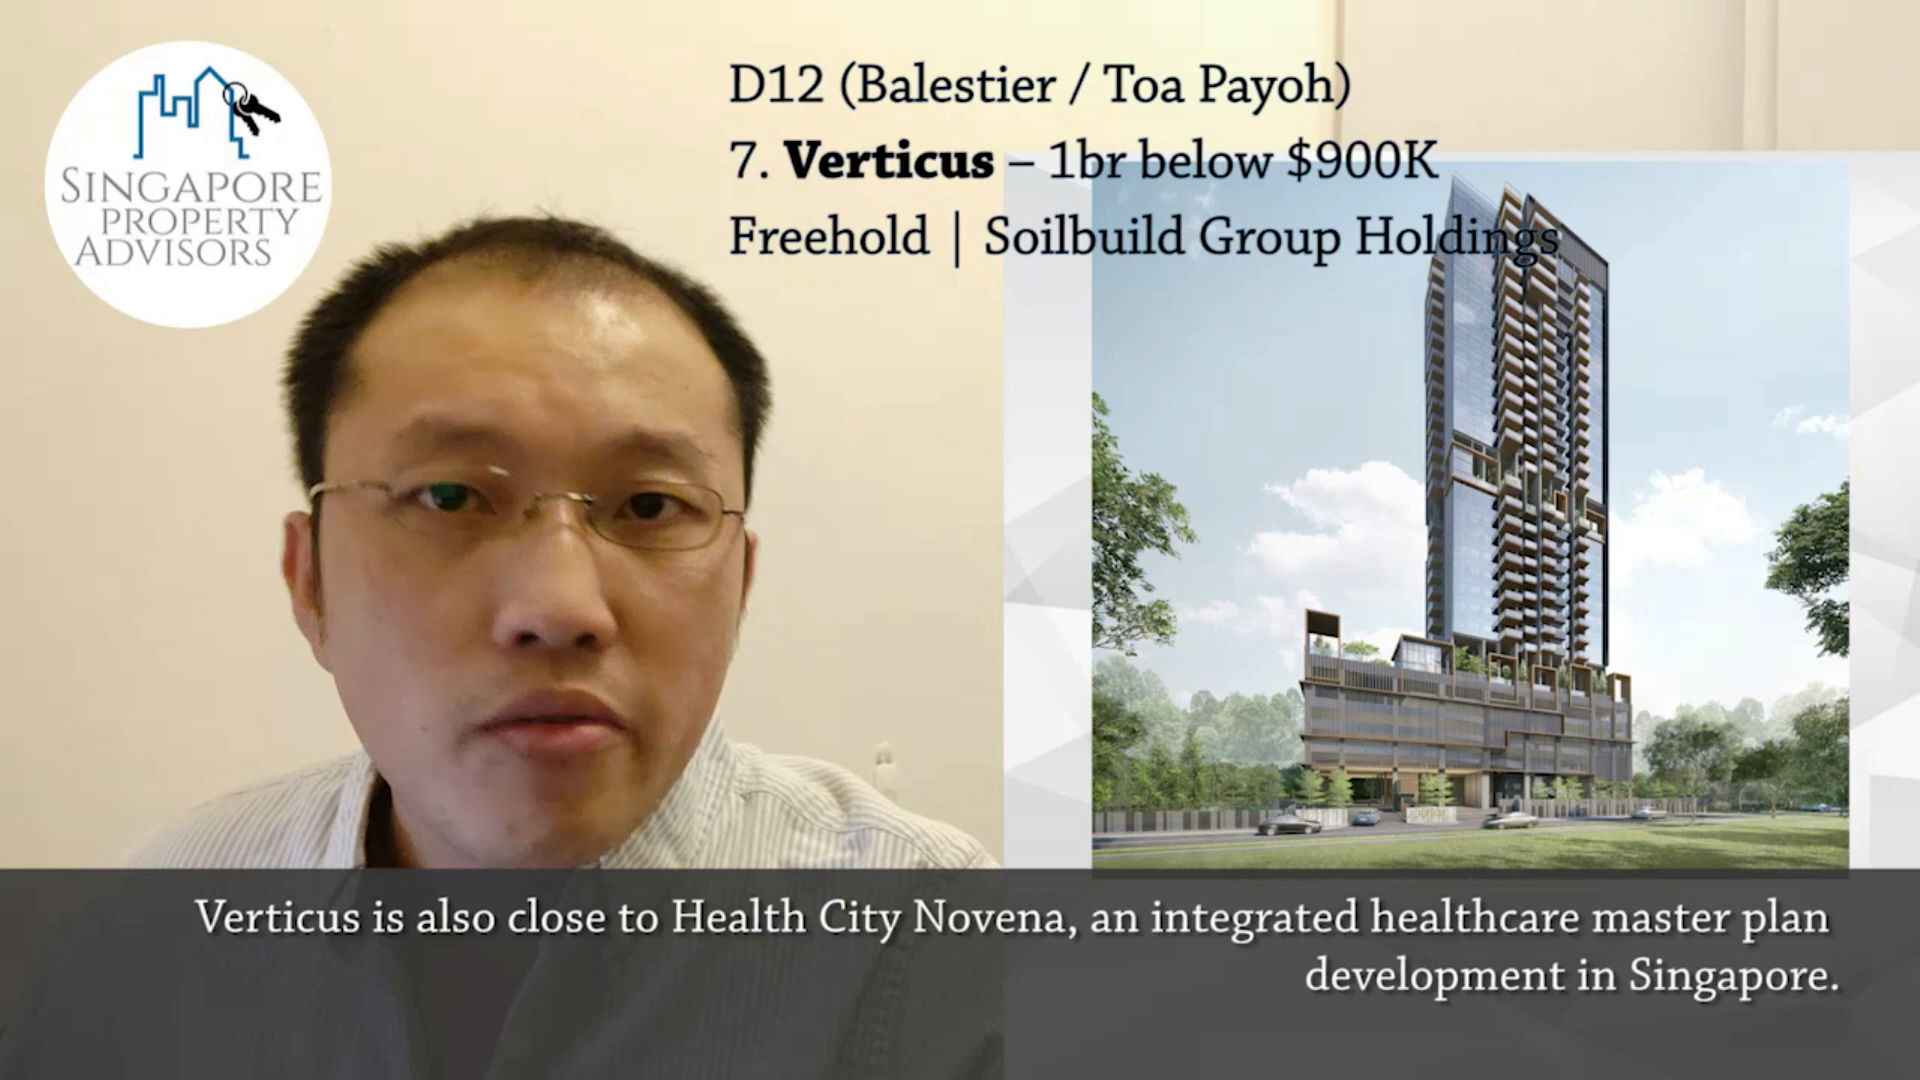 SINGAPORE
PROPERTY
ADVISORS
D12 (Balestier / Toa Payoh)
7. Verticus – 1br below $900K
Freehold | Soilbuild Group Holdings
Verticus is also close to Health City Novena, an integrated healthcare master plan
development in Singapore.